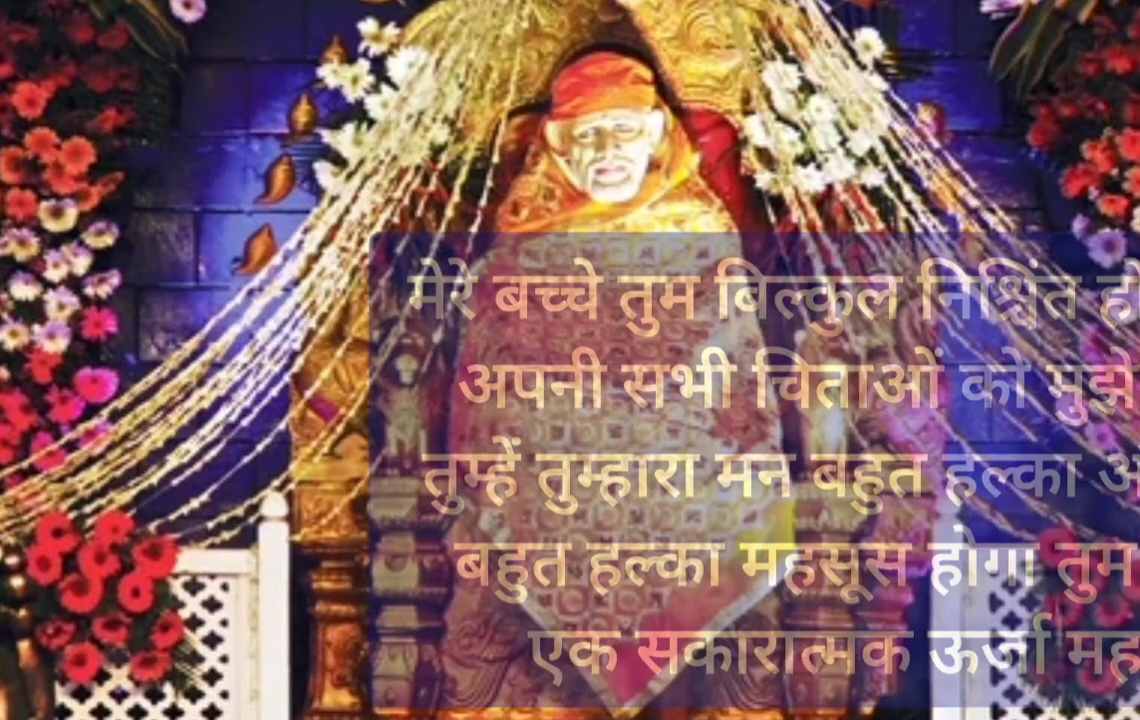 मेरे बच्चे तुम बिल्कुल निश्चिंत
अपनी सभी चिंताओं को मुझे
तुम्हें तुम्हारा मन बहुत हल्का
बहुत हल्का महसूस होगा तुम
एक सकारात्मक ऊर्जा